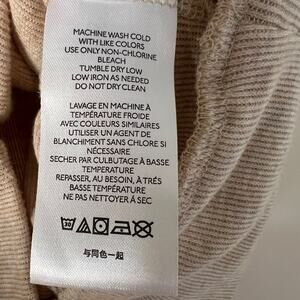 MACHINE WASH COLD
WITH LIKE COLORS
USE ONLY NON-CHLORINE
BLEACH
TUMBLE DRY LOW
LOW IRON AS NEEDED
DO NOT DRY CLEAN
LAVAGE EN MACHINE À
TEMPÉRATURE FROIDE
AVEC COULEURS SIMILAIRES
UTILISER UN AGENT DE
BLANCHIMENT SANS CHLORE SI
NÉCESSAIRE
SECHER PAR CULBUTAGE À BASSE
TEMPERATURE
REPASSER, AU BESOIN, À TRÉS
BASSE TEMPÉRATURE
NE PAS NETTOYER Á SEC
30
与同色一起